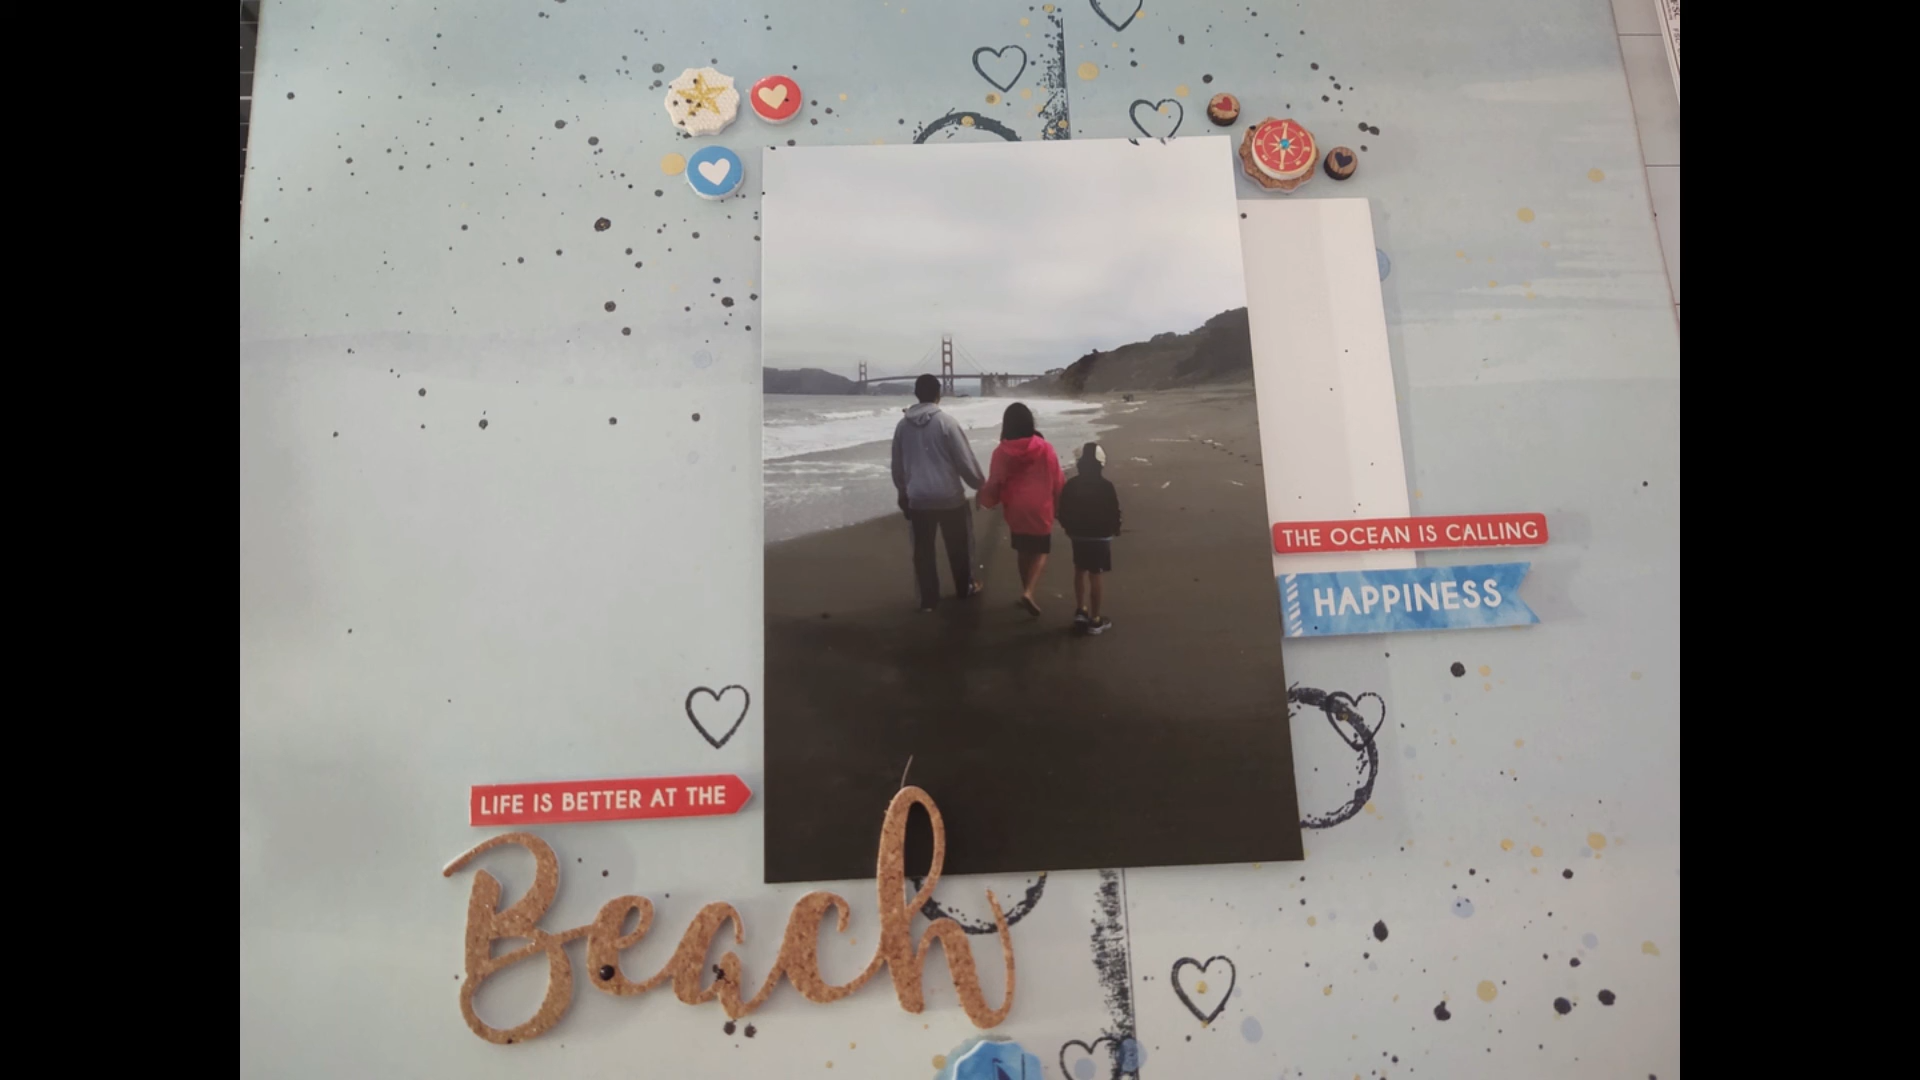 THE OCEAN IS CALLING
HAPPINESS
LIFE IS BETTER AT THE
Beach